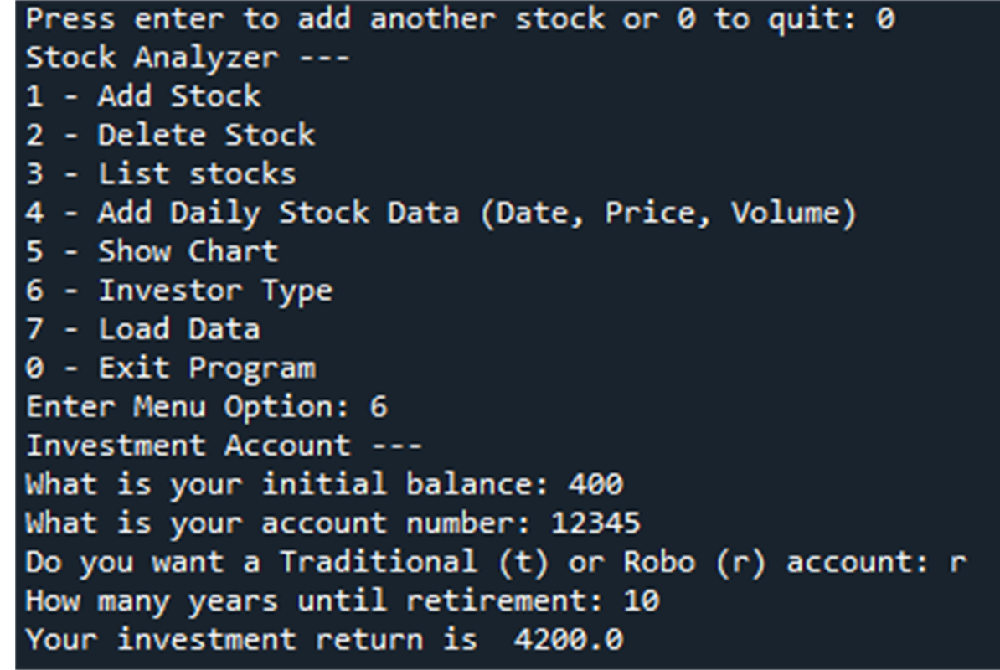 Press enter to add another stock or 0 to quit: 0
Stock Analyzer ---
1 - Add Stock
2 - Delete Stock
3 - List stocks
4 - Add Daily Stock Data (Date, Price, Volume)
5 - Show Chart
6 - Investor Type
7 - Load Data
0 - Exit Program
Enter Menu Option: 6
Investment Account ---
What is your initial balance: 400
What is your account number: 12345
Do you want a Traditional (t) or Robo (r) account: r
How many years until retirement: 10
Your investment return is  4200.0